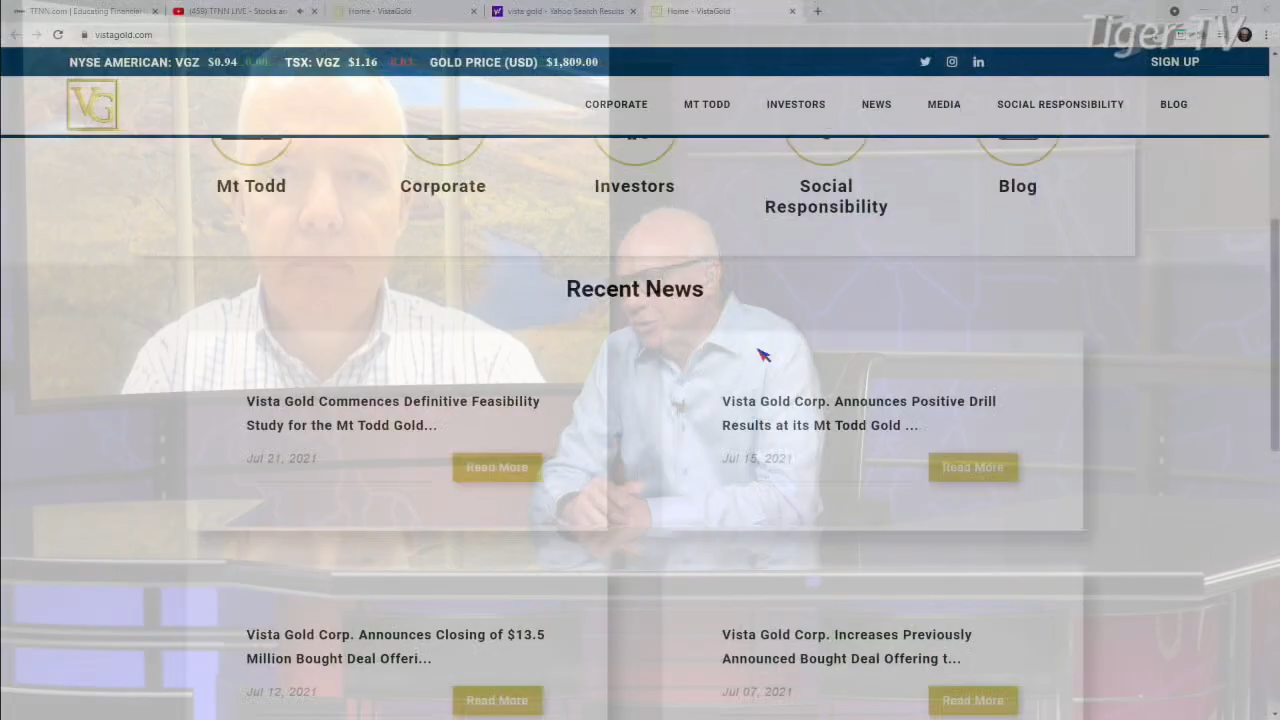 TFNN.com | Educating Financial
(459) TFNN LIVE - Stocks an
Home - VistaGold
vista gold - Yahoo Search Results
Home - VistaGold
vistagold.com
Tiger-TV
NYSE AMERICAN: VGZ $0.94 0.00 TSX: VGZ $1.16 -0.03 GOLD PRICE (USD) $1,809.00
SIGN UP
VG
CORPORATE MT TODD INVESTORS NEWS MEDIA SOCIAL RESPONSIBILITY BLOG
Mt Todd
Corporate
Investors
Social
Responsibility
Blog
Recent News
Vista Gold Commences Definitive Feasibility
Study for the Mt Todd Gold...
Jul 21, 2021
Read More
Vista Gold Corp. Announces Positive Drill
Results at its Mt Todd Gold ...
Jul 15, 2021
Read More
Vista Gold Corp. Announces Closing of $13.5
Million Bought Deal Offeri...
Jul 12, 2021
Read More
Vista Gold Corp. Increases Previously
Announced Bought Deal Offering t...
Jul 07, 2021
Read More